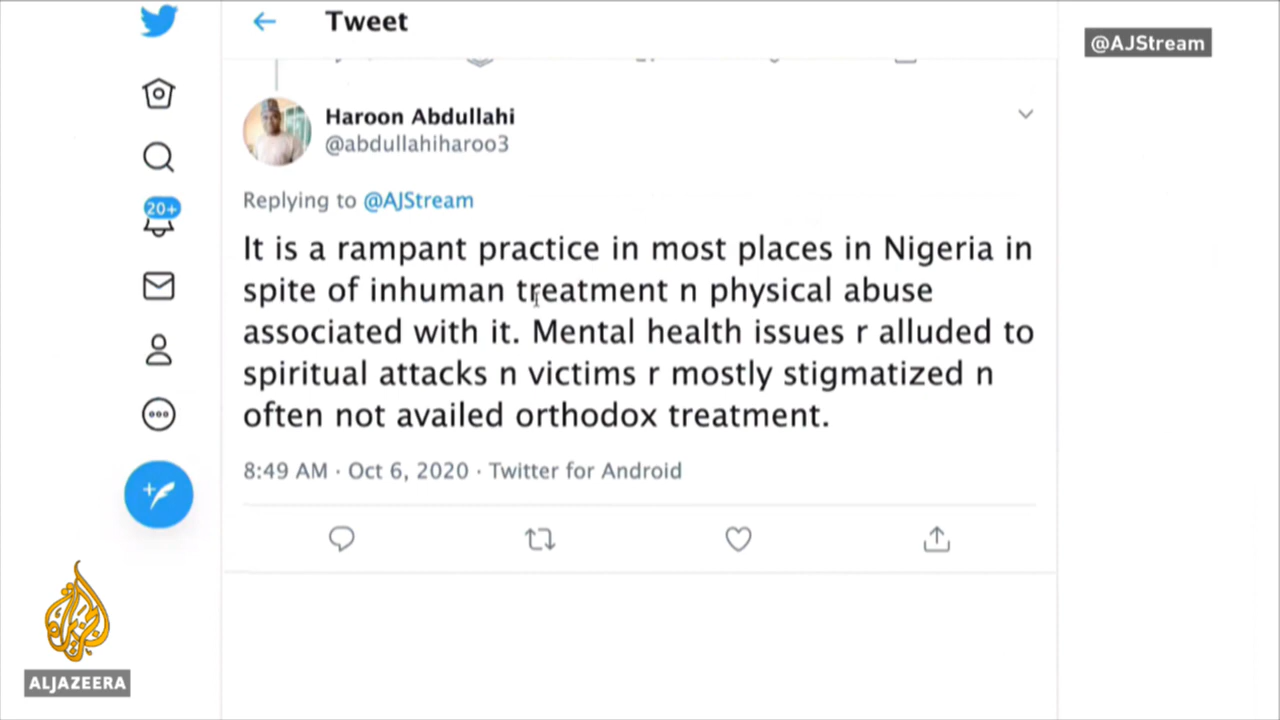 Tweet
@AJStream
Haroon Abdullahi
@abdullahiharoo3
Replying to @AJStream
20+
It is a rampant practice in most places in Nigeria in
spite of inhuman treatment n physical abuse
associated with it. Mental health issues r alluded to
spiritual attacks n victims r mostly stigmatized n
often not availed orthodox treatment.
8:49 AM · Oct 6, 2020 · Twitter for Android
الجزيرة
ALJAZEERA